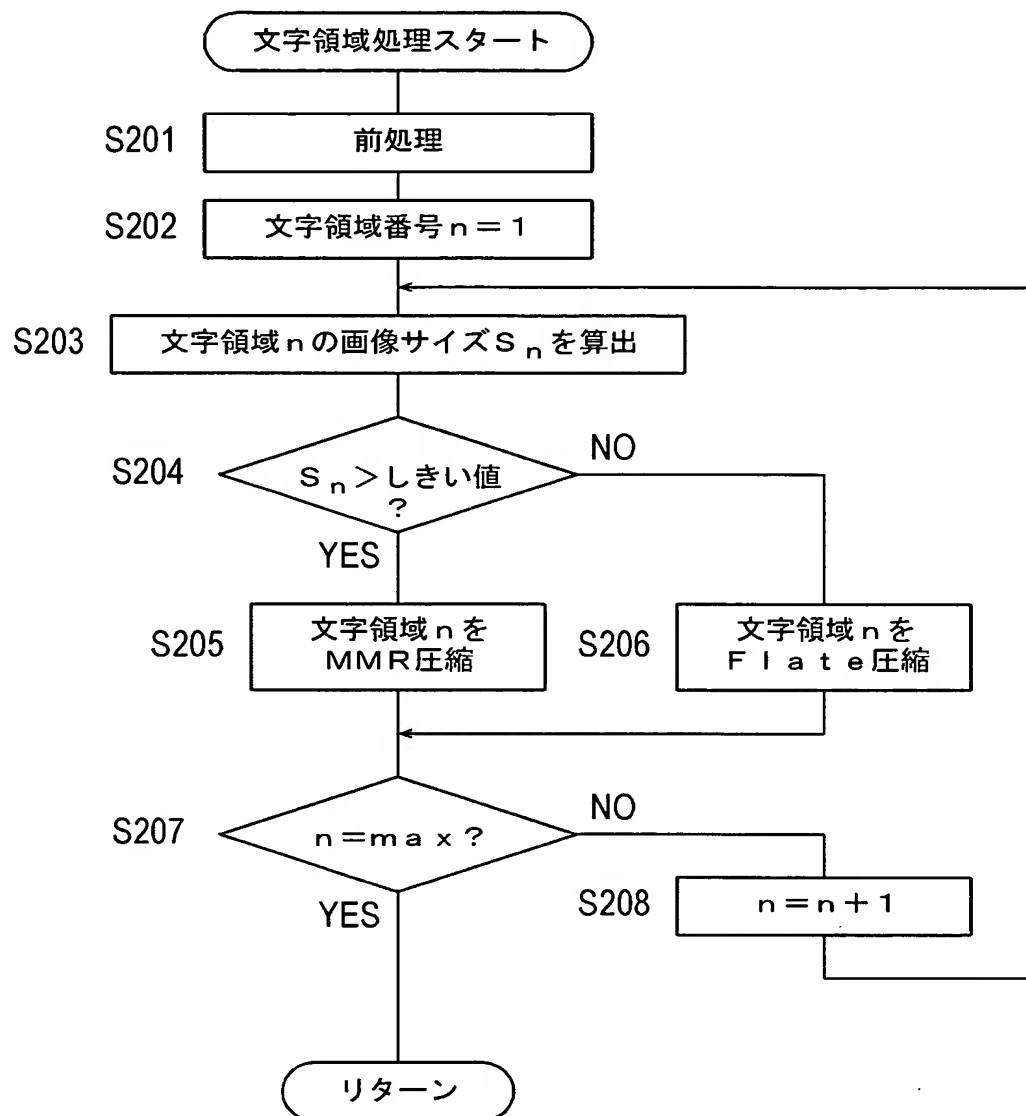 文字領域処理スタート
S201
前処理
S202
文字領域番号n=1
S203
文字領域nの画像サイズSnを算出
S204
Sn>しきい値
?
NO
YES
S205
文字領域nを
MMR圧縮
S206
文字領域nを
Flate圧縮
S207
n=max?
NO
YES
S208
n=n+1
リターン